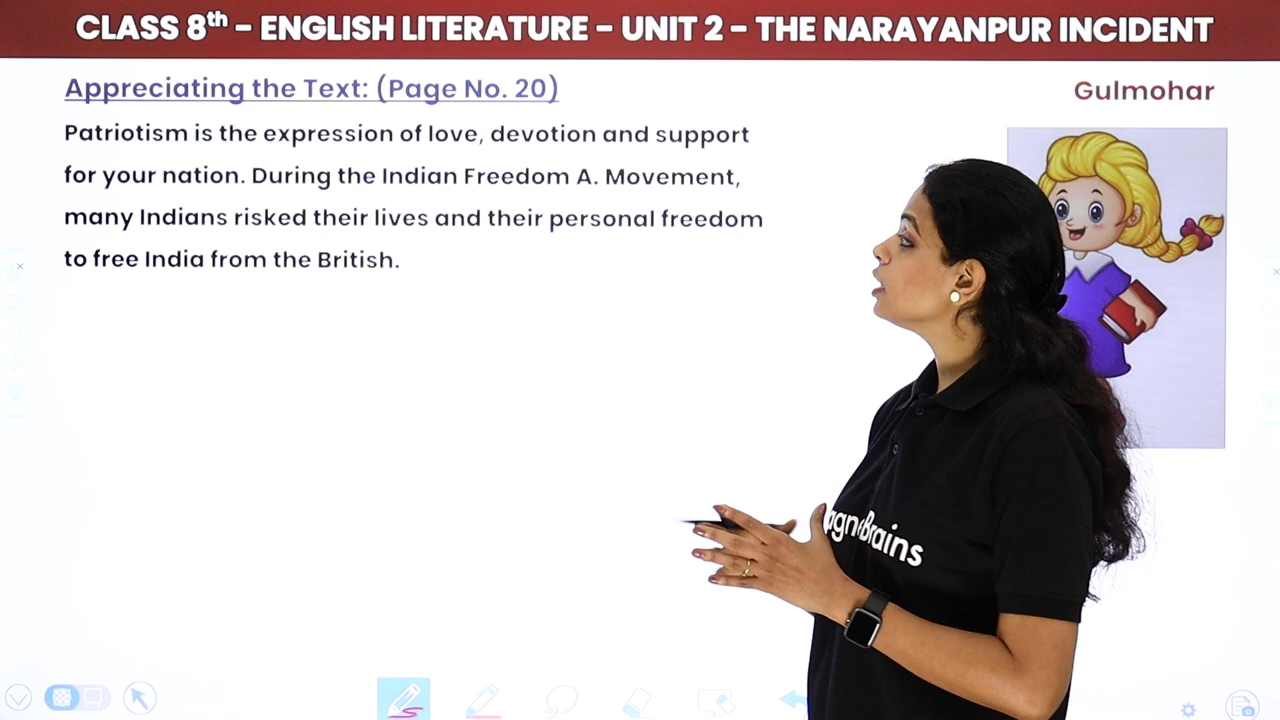 CLASS 8th – ENGLISH LITERATURE – UNIT 2 – THE NARAYANPUR INCIDENT
Appreciating the Text: (Page No. 20)
Gulmohar
Patriotism is the expression of love, devotion and support
for your nation. During the Indian Freedom A. Movement,
many Indians risked their lives and their personal freedom
to free India from the British.
Brains